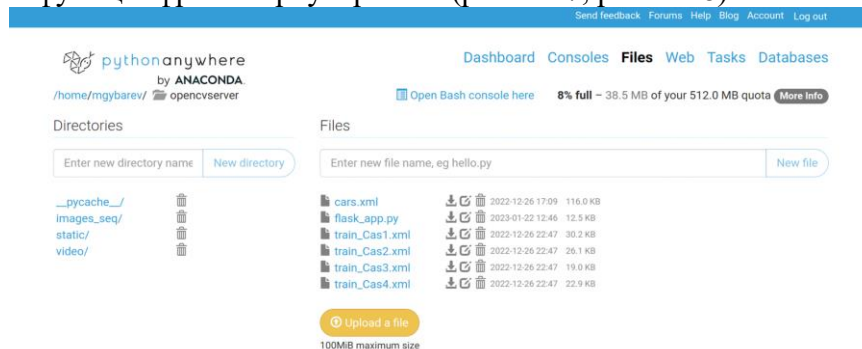 Send feedback Forums Help Blog Account Log out
pythonanywhere
by ANACONDA.
Dashboard Consoles Files Web Tasks Databases
/home/mgybarev/ opencvserver
Open Bash console here 8% full – 38.5 MB of your 512.0 MB quota More Info
Directories Files
Enter new directory name New directory Enter new file name, eg hello.py New file
__pycache__/ cars.xml 2022-12-26 17:09 116.0 KB
images_seq/ flask_app.py 2023-01-22 12:46 12.5 KB
static/ train_Cas1.xml 2022-12-26 22:47 30.2 KB
video/ train_Cas2.xml 2022-12-26 22:47 26.1 KB
train_Cas3.xml 2022-12-26 22:47 19.0 KB
train_Cas4.xml 2022-12-26 22:47 22.9 KB
Upload a file
100MiB maximum size